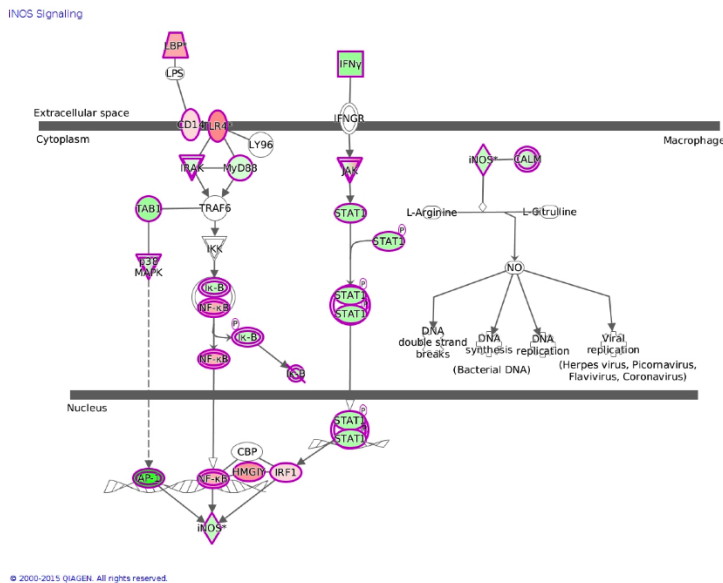 iNOS Signaling
LBP*
LPS
IFNγ
Extracellular space
CD14
TLR4*
IFNGR
Cytoplasm
Macrophage
LY96
IRAK
MyD88
JAK
iNOS*
CALM
TAB1
TRAF6
STAT1
L-Arginine
L-Citrulline
P
STAT1
IKK
p38
MAPK
NO
Iκ-B
NF-κB
P
STAT1
STAT1
P
Iκ-B
NF-κB
Iκ-B
DNA
double strand
breaks
DNA
synthesis
DNA
replication
(Bacterial DNA)
Viral
replication
(Herpes virus, Picornavirus,
Flavivirus, Coronavirus)
Nucleus
P
STAT1
STAT1
CBP
AP-1
NF-κB
HMGIY
IRF1
iNOS*
© 2000-2015 QIAGEN. All rights reserved.